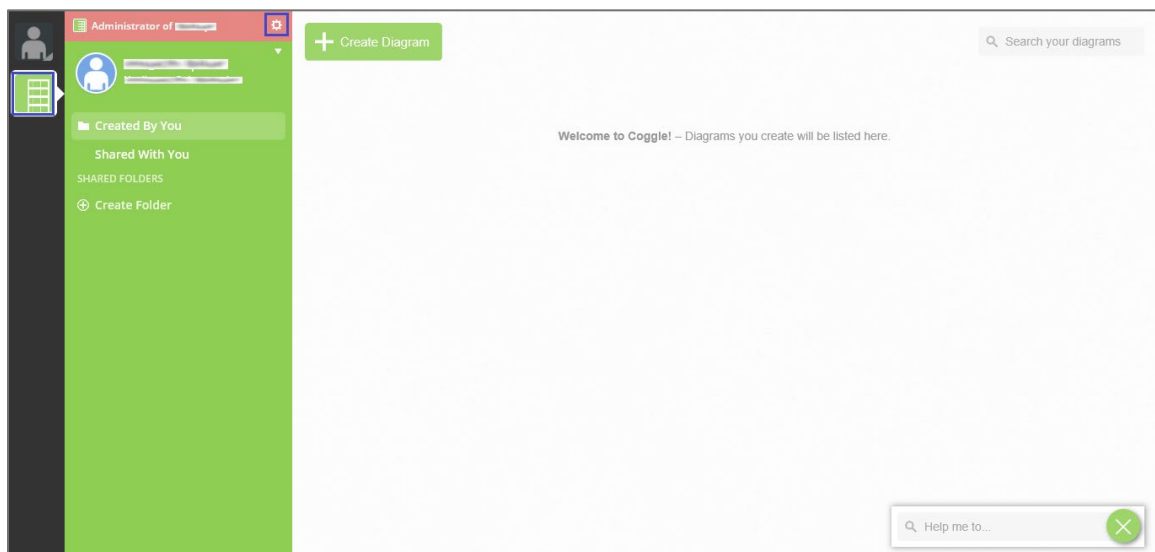 Administrator of
Create Diagram
Search your diagrams
Created By You
Welcome to Coggle! – Diagrams you create will be listed here.
Shared With You
SHARED FOLDERS
Create Folder
Help me to...